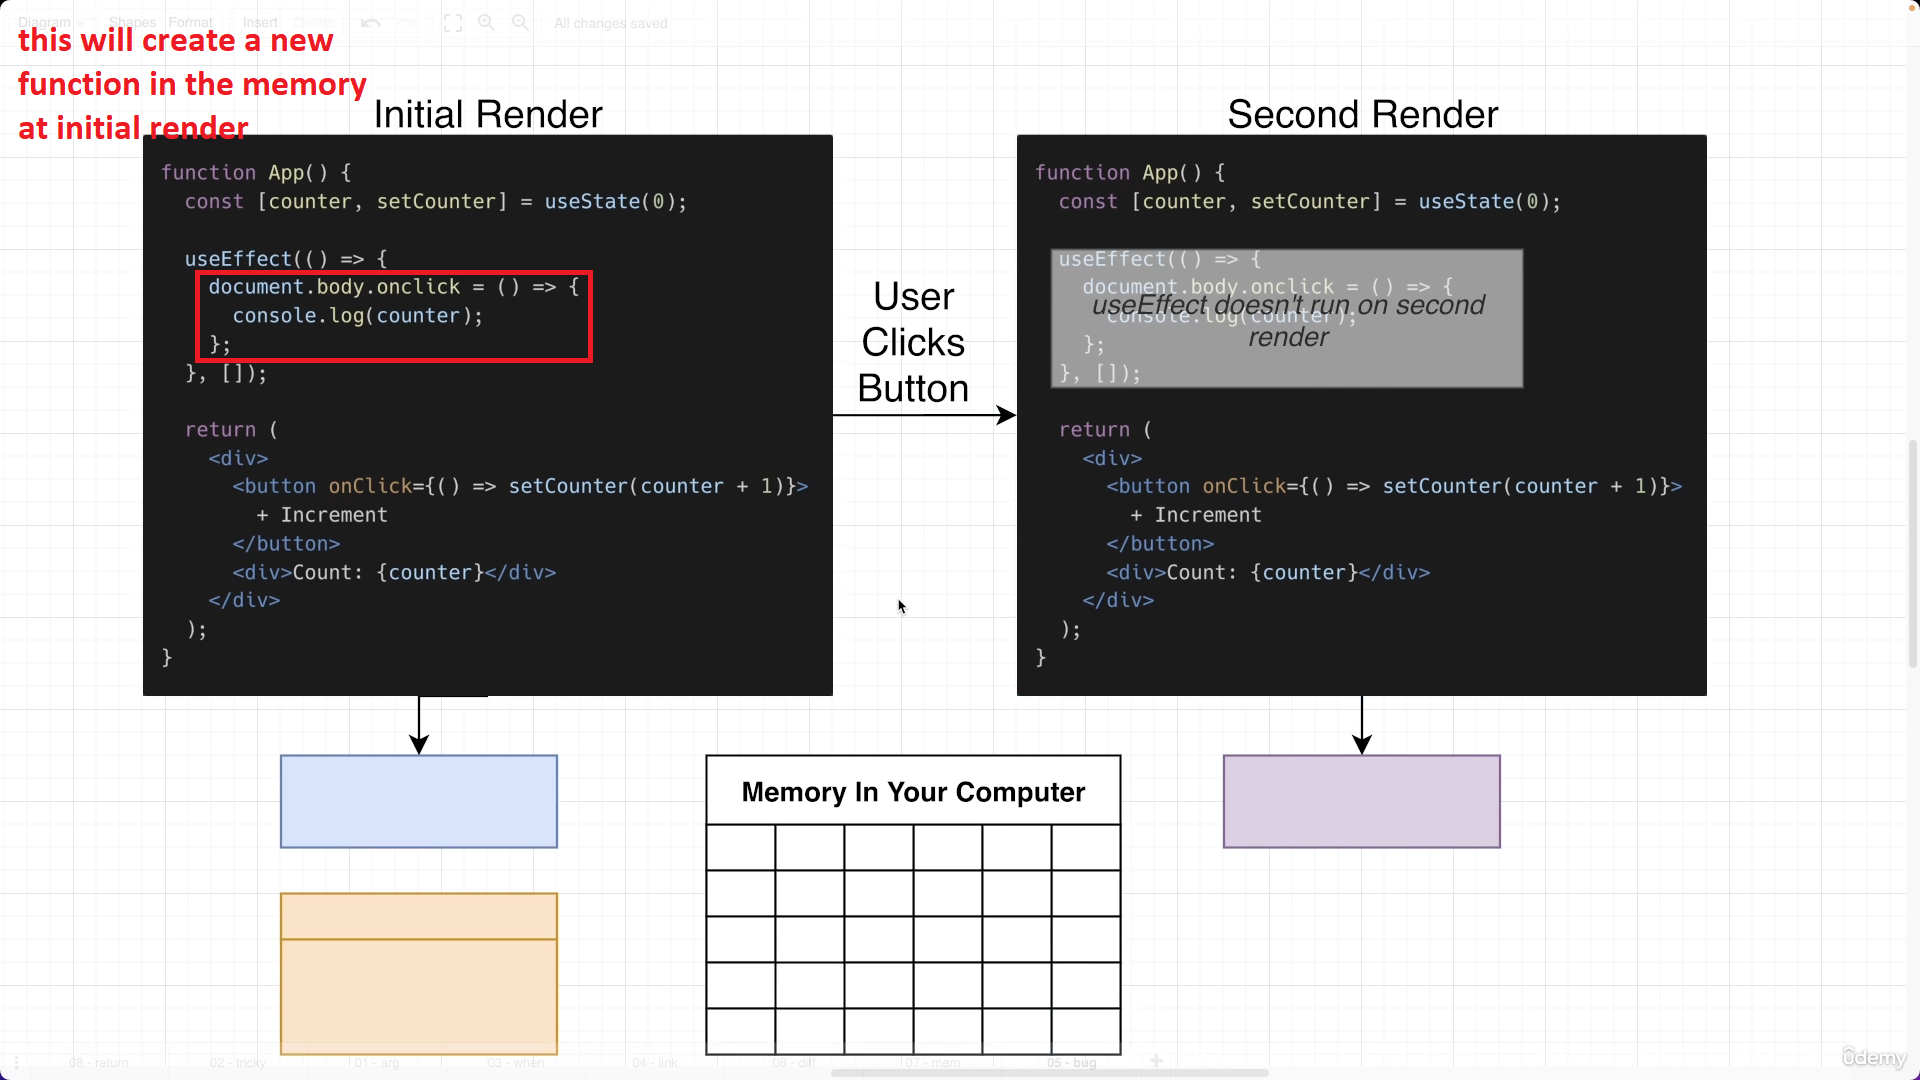 Diagram Shapes Format Insert Delete All changes saved
this will create a new
function in the memory
at initial render
Initial Render
function App() {
const [counter, setCounter] = useState(0);
useEffect(() => {
document.body.onclick = () => {
console.log(counter);
};
}, []);
return (
<div>
<button onClick={() => setCounter(counter + 1)}>
+ Increment
</button>
<div>Count: {counter}</div>
</div>
);
}
User
Clicks
Button
Second Render
function App() {
const [counter, setCounter] = useState(0);
useEffect(() => {
document.body.onclick = () => {
console.log(counter);
};
}, []);
useEffect doesn't run on second
render
return (
<div>
<button onClick={() => setCounter(counter + 1)}>
+ Increment
</button>
<div>Count: {counter}</div>
</div>
);
}
Memory In Your Computer
08 - return 02 - tricky 01 - arg 03 - when 04 - link 06 - diff 07 - mem 05 - bug
ûdemy